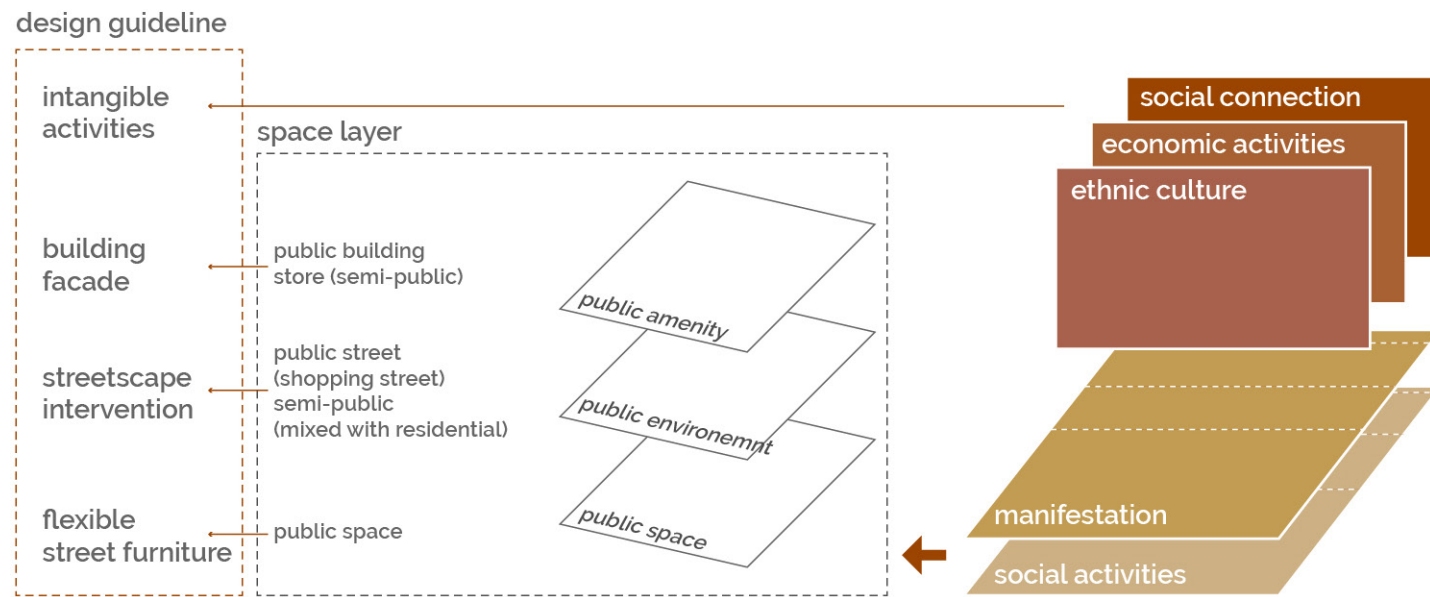 design guideline
intangible
activities
building
facade
streetscape
intervention
flexible
street furniture
space layer
public building
store (semi-public)
public street
(shopping street)
semi-public
(mixed with residential)
public space
public amenity
public environemnt
public space
social connection
economic activities
ethnic culture
manifestation
social activities